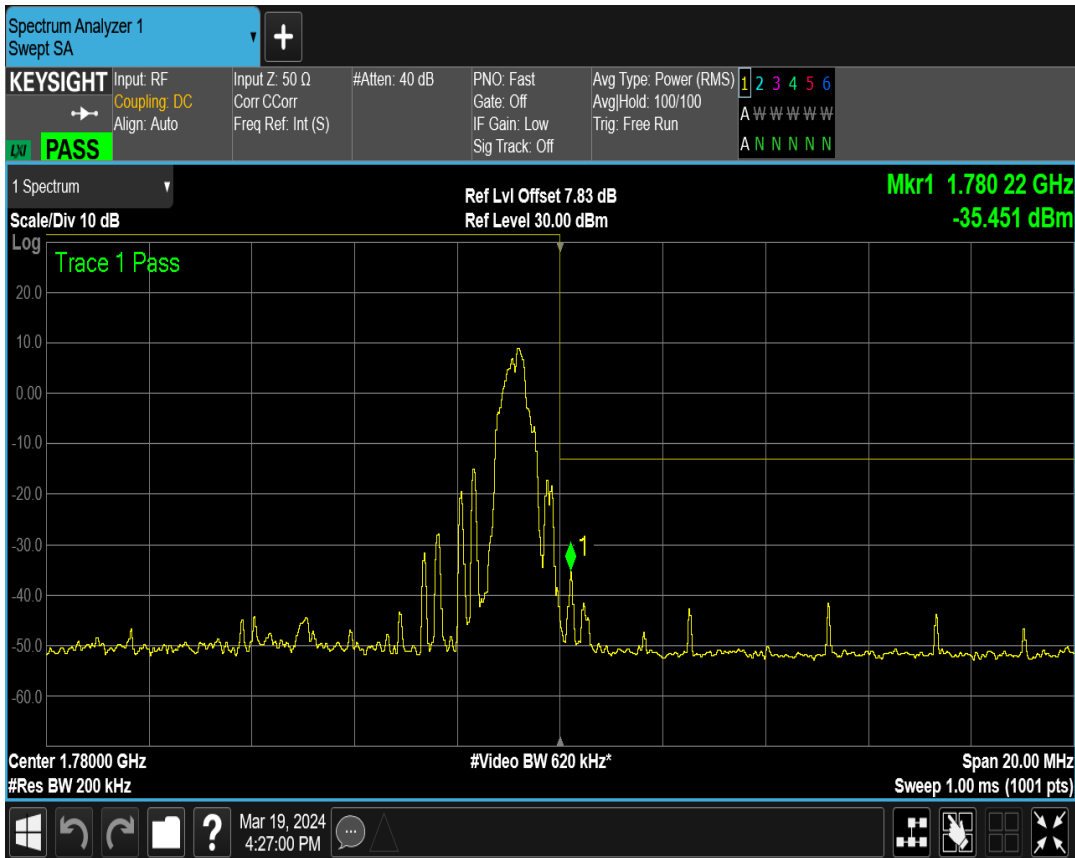 Spectrum Analyzer 1
Swept SA
+
KEYSIGHT
LXI PASS
Input: RF
Coupling: DC
Align: Auto
Input Z: 50 Ω
Corr CCorr
Freq Ref: Int (S)
#Atten: 40 dB
PNO: Fast
Gate: Off
IF Gain: Low
Sig Track: Off
Avg Type: Power (RMS)
Avg|Hold: 100/100
Trig: Free Run
1 2 3 4 5 6
A W W W W W
A N N N N N
1 Spectrum
Scale/Div 10 dB
Ref Lvl Offset 7.83 dB
Ref Level 30.00 dBm
Mkr1 1.780 22 GHz
-35.451 dBm
Log
Trace 1 Pass
20.0
10.0
0.00
-10.0
-20.0
-30.0
-40.0
-50.0
-60.0
1
Center 1.78000 GHz
#Res BW 200 kHz
#Video BW 620 kHz*
Span 20.00 MHz
Sweep 1.00 ms (1001 pts)
?
Mar 19, 2024
4:27:00 PM
...